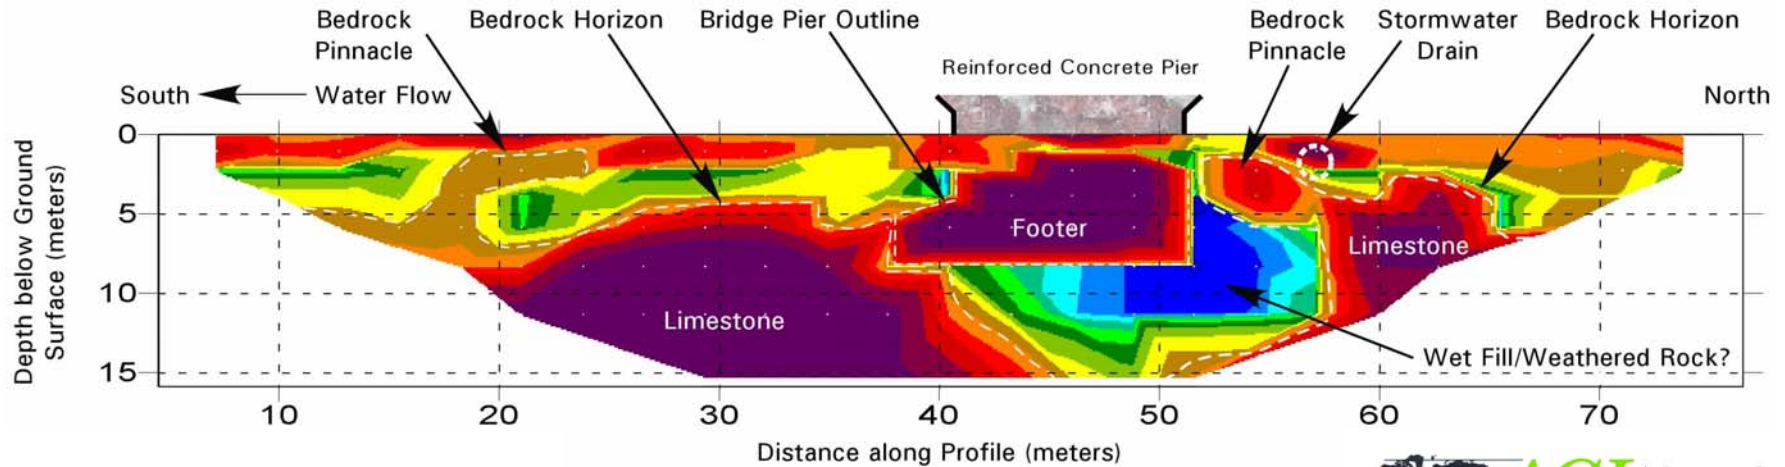 Bedrock Pinnacle
Bedrock Horizon
Bridge Pier Outline
Bedrock Pinnacle
Stormwater Drain
Bedrock Horizon
Reinforced Concrete Pier
South
Water Flow
North
Depth below Ground
Surface (meters)
0
5
10
15
Footer
Limestone
Limestone
Wet Fill/Weathered Rock?
10 20 30 40 50 60 70
Distance along Profile (meters)
AGI